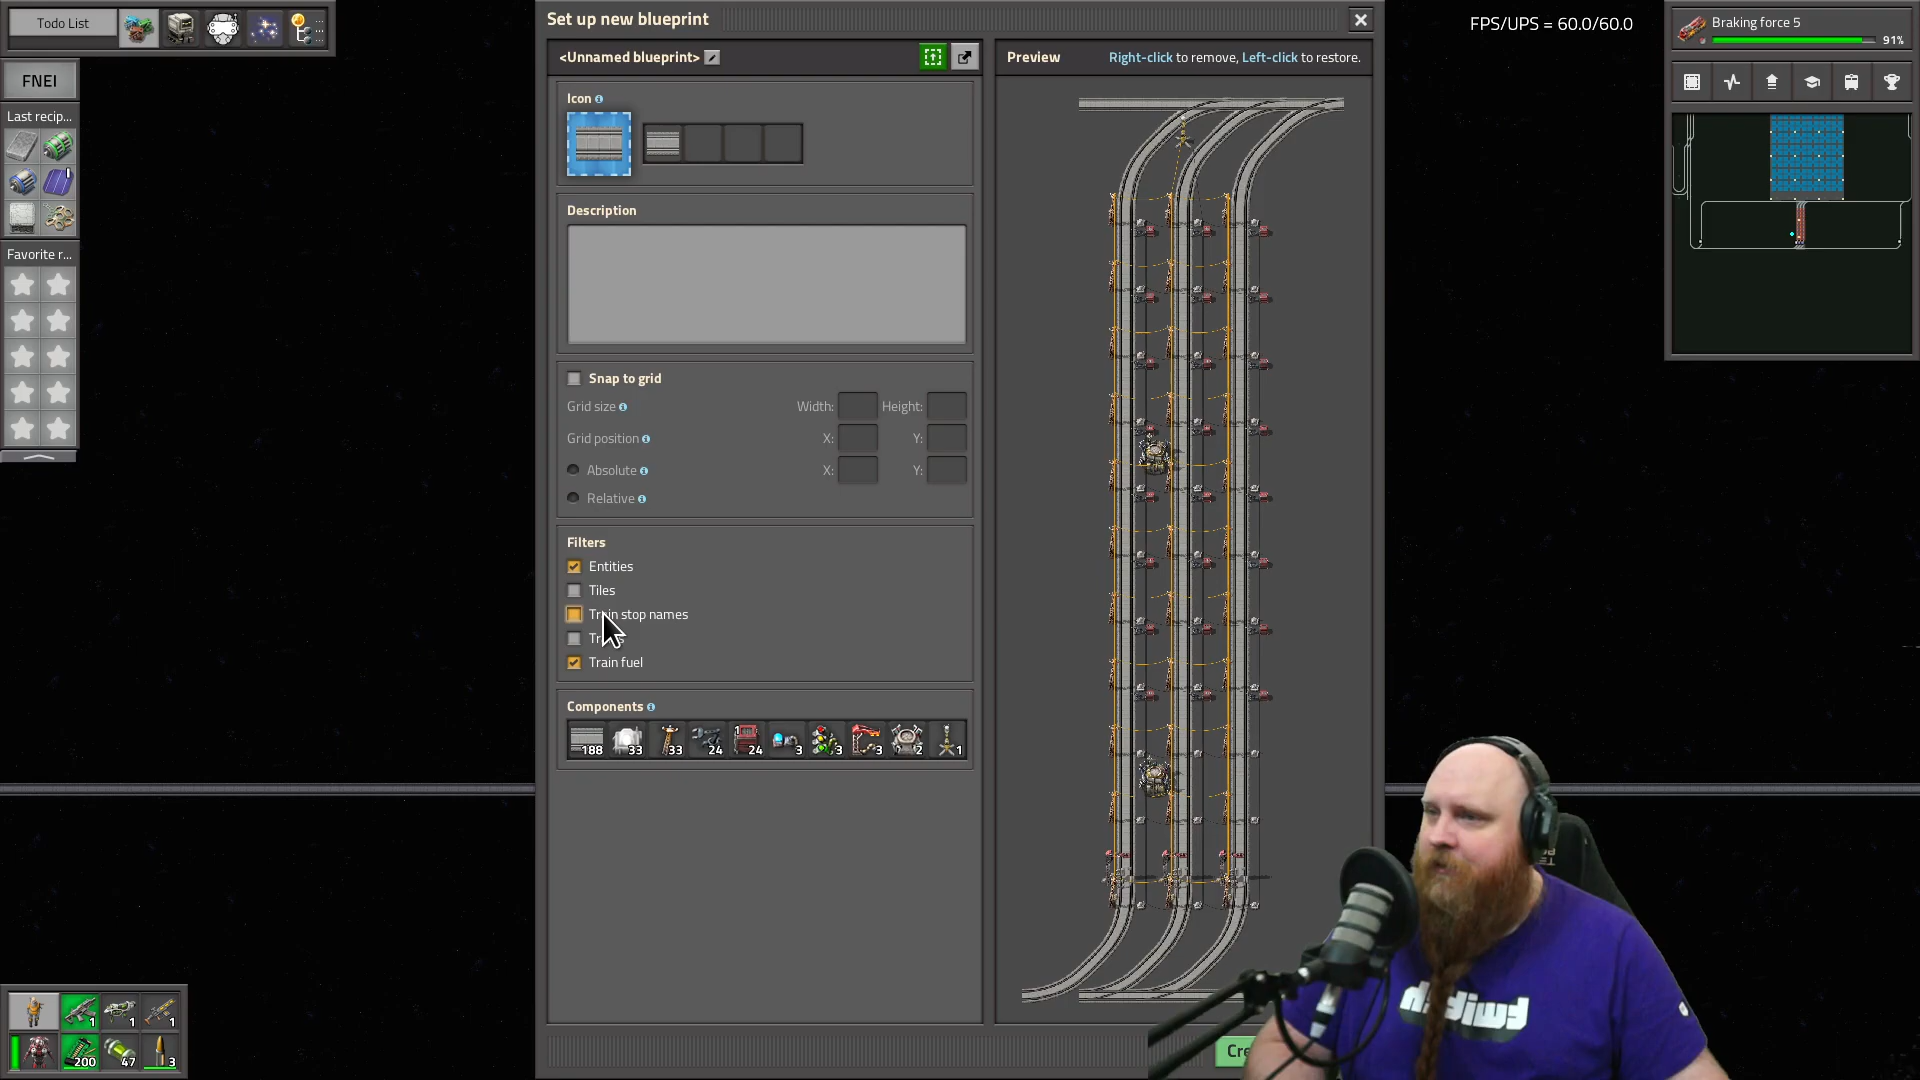 Todo List
FNEI
Last recip...
Favorite r...
Set up new blueprint
<Unnamed blueprint>
Icon
Description
Snap to grid
Grid size
Width:
Height:
Grid position
X:
Y:
Absolute
X:
Y:
Relative
Filters
Entities
Tiles
Train stop names
Train fuel
Components
188
33
33
24
1
24
3
3
3
2
1
Preview
Right-click to remove, Left-click to restore.
FPS/UPS = 60.0/60.0
Braking force 5
91%
1
1
1
200
47
3